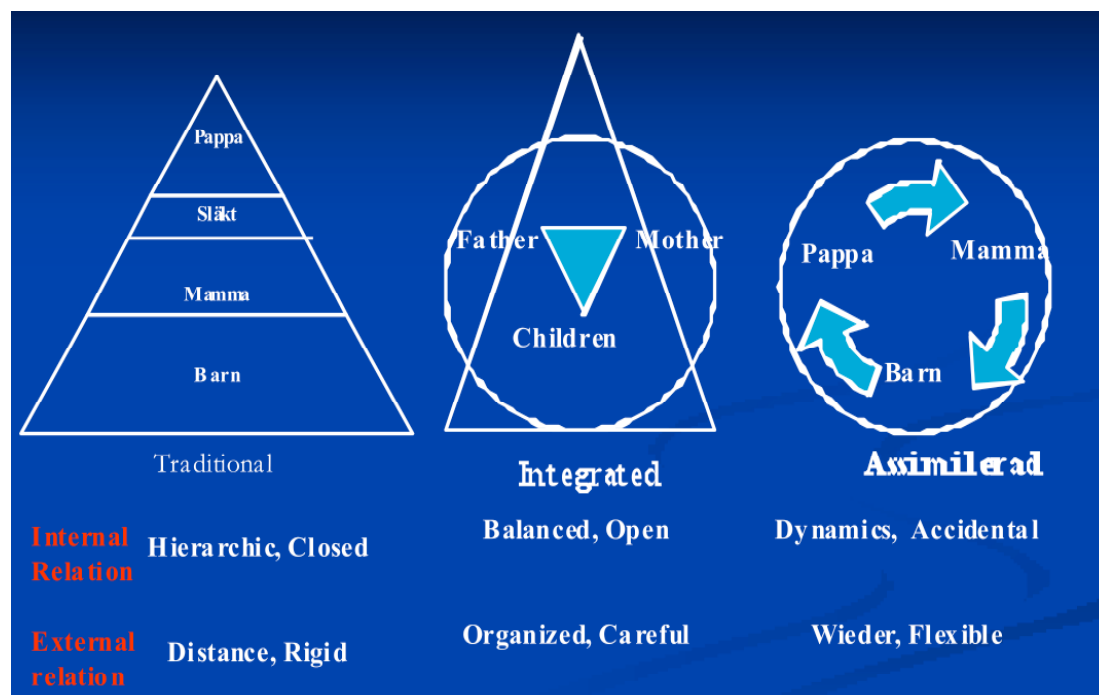 Pappa
Släkt
Mamma
Barn
Traditional
Father
Mother
Children
Integrated
Pappa
Mamma
Barn
Assimilerad
Internal
Relation
Hierarchic, Closed
Balanced, Open
Dynamics, Accidental
External
relation
Distance, Rigid
Organized, Careful
Wieder, Flexible